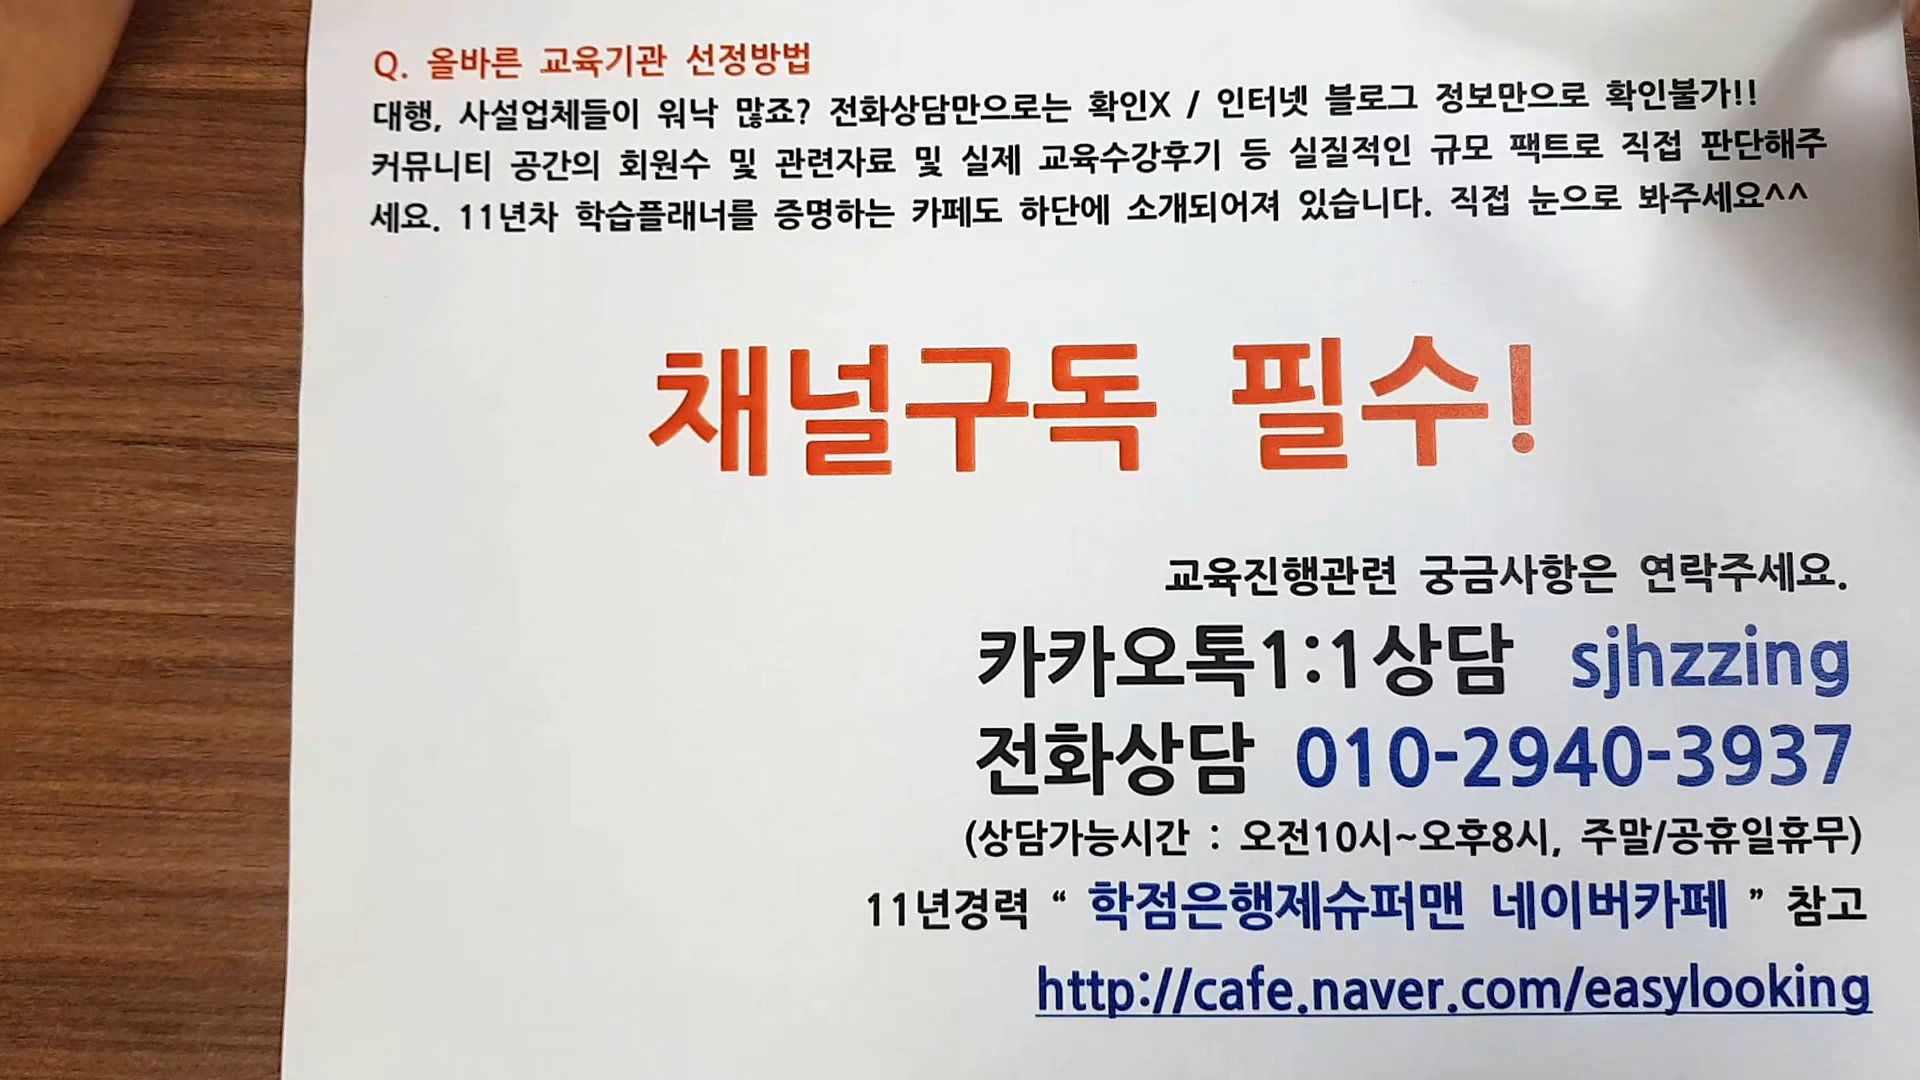 Q. 올바른 교육기관 선정방법
대행, 사설업체들이 워낙 많죠? 전화상담만으로는 확인X / 인터넷 블로그 정보만으로 확인불가!!
커뮤니티 공간의 회원수 및 관련자료 및 실제 교육수강후기 등 실질적인 규모 팩트로 직접 판단해주
세요. 11년차 학습플래너를 증명하는 카페도 하단에 소개되어져 있습니다. 직접 눈으로 봐주세요^^
채널구독 필수!
교육진행관련 궁금사항은 연락주세요.
카카오톡1:1상담 sjhzzing
전화상담 010-2940-3937
(상담가능시간 : 오전10시~오후8시, 주말/공휴일휴무)
11년경력 “ 학점은행제슈퍼맨 네이버카페 ” 참고
http://cafe.naver.com/easylooking